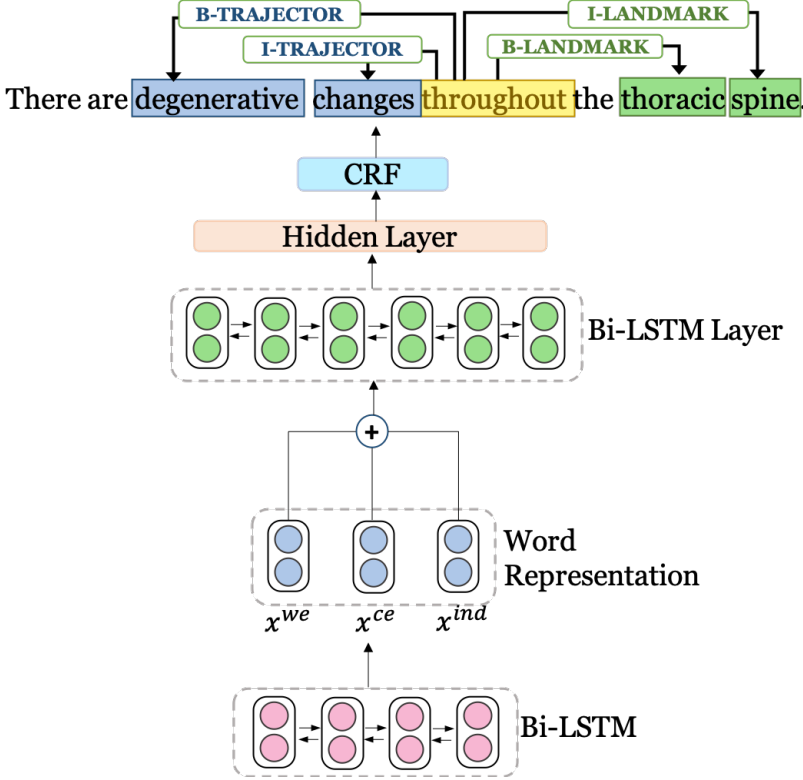 B-TRAJECTOR
I-LANDMARK
I-TRAJECTOR
B-LANDMARK
There are degenerative changes throughout the thoracic spine.
CRF
Hidden Layer
Bi-LSTM Layer
+
Word
Representation
x^we x^ce x^ind
Bi-LSTM